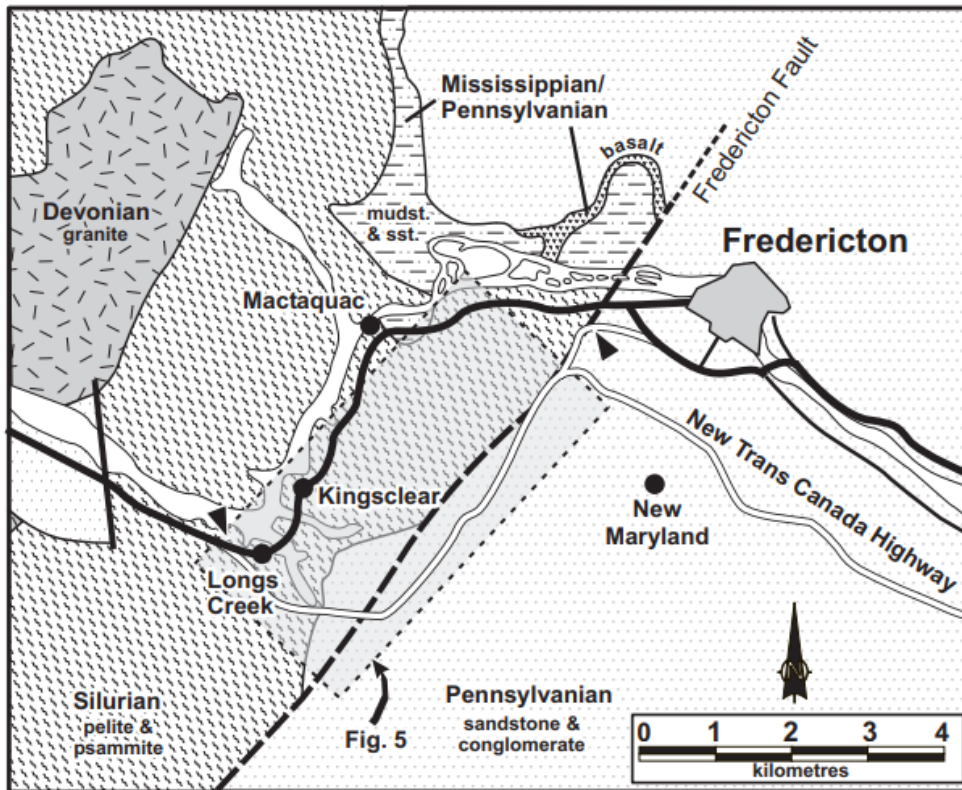 Mississippian/
Pennsylvanian
Fredericton Fault
basalt
Devonian
granite
mudst.
& sst.
Fredericton
Mactaquac
New Trans Canada Highway
Kingsclear
New
Maryland
Longs
Creek
N
Silurian
pelite &
psammite
Fig. 5
Pennsylvanian
sandstone &
conglomerate
0 1 2 3 4
kilometres